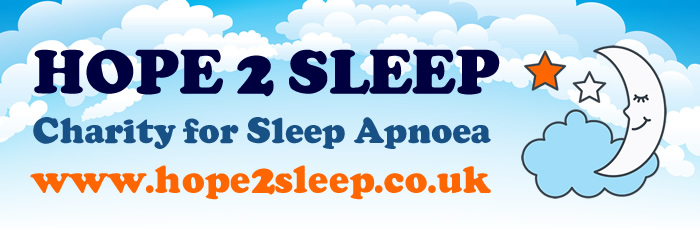 HOPE 2 SLEEP
Charity for Sleep Apnoea
www.hope2sleep.co.uk